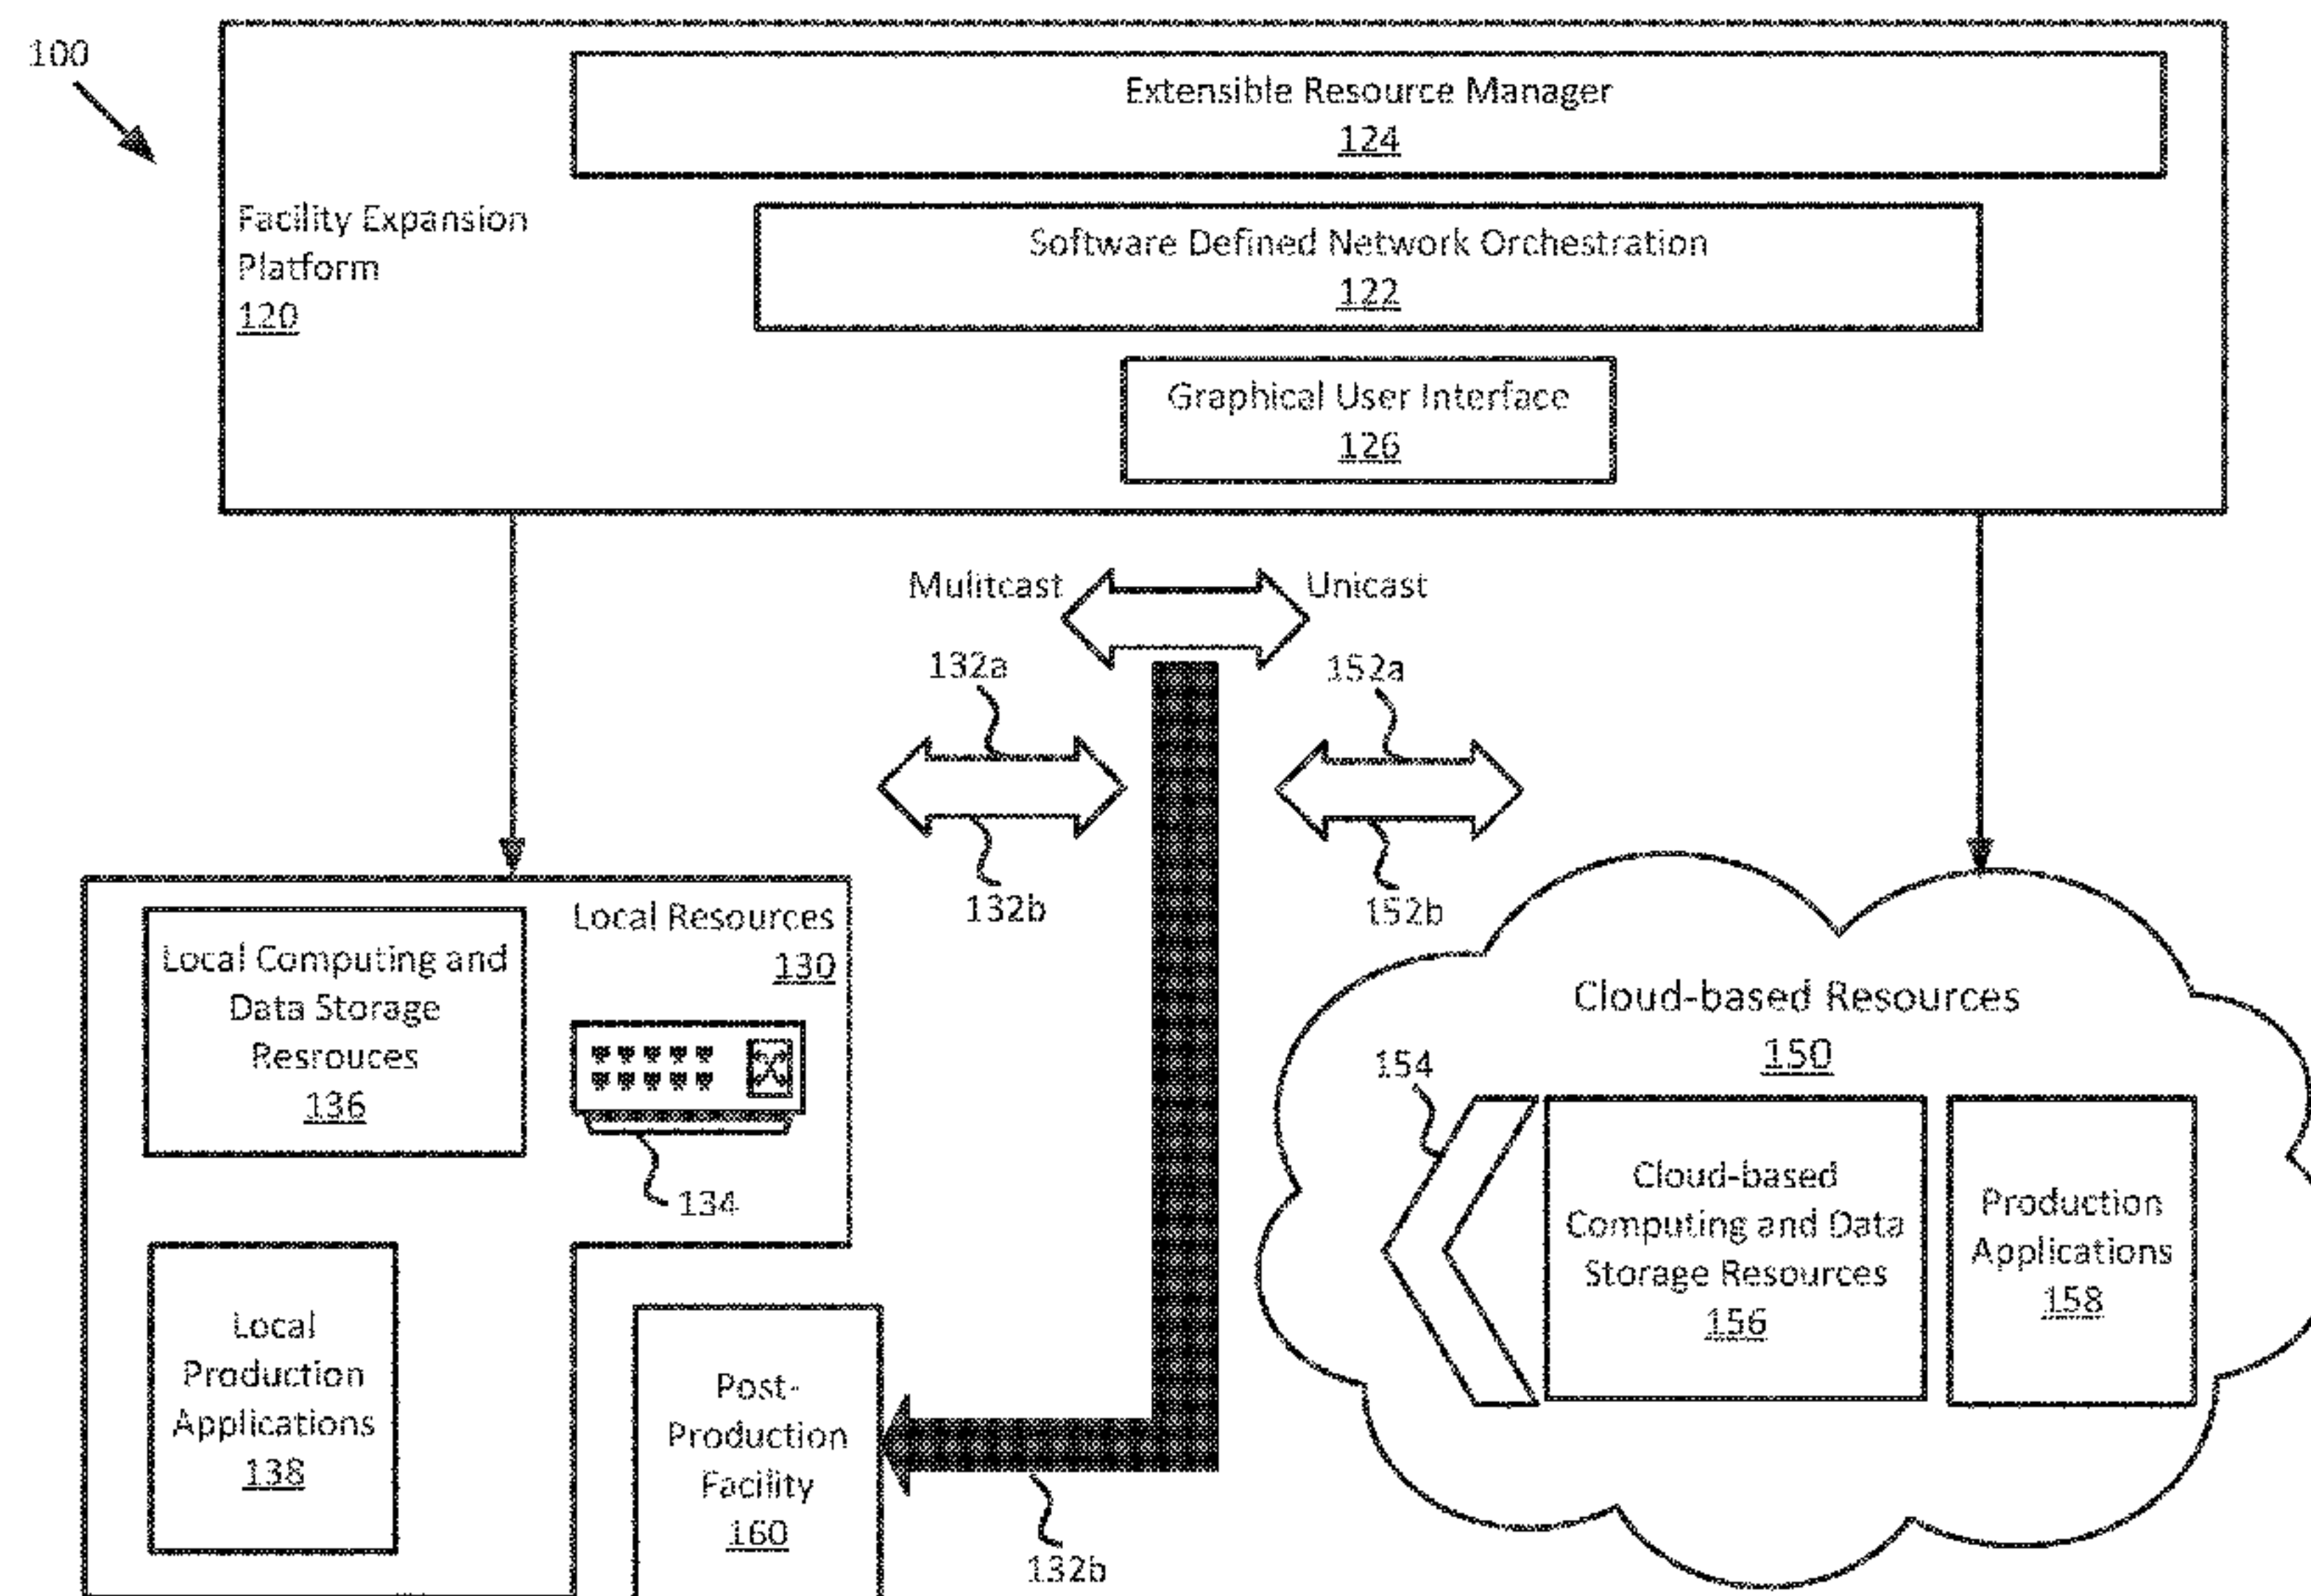 100
Extensible Resource Manager
124
Facility Expansion
Platform
120
Software Defined Network Orchestration
122
Graphical User Interface
126
Mulitcast
Unicast
132a
152a
132b
152b
Local Resources
130
Local Computing and
Data Storage
Resrouces
136
134
Cloud-based Resources
150
154
Cloud-based
Computing and Data
Storage Resources
156
Production
Applications
158
Local
Production
Applications
138
Post-
Production
Facility
160
132b